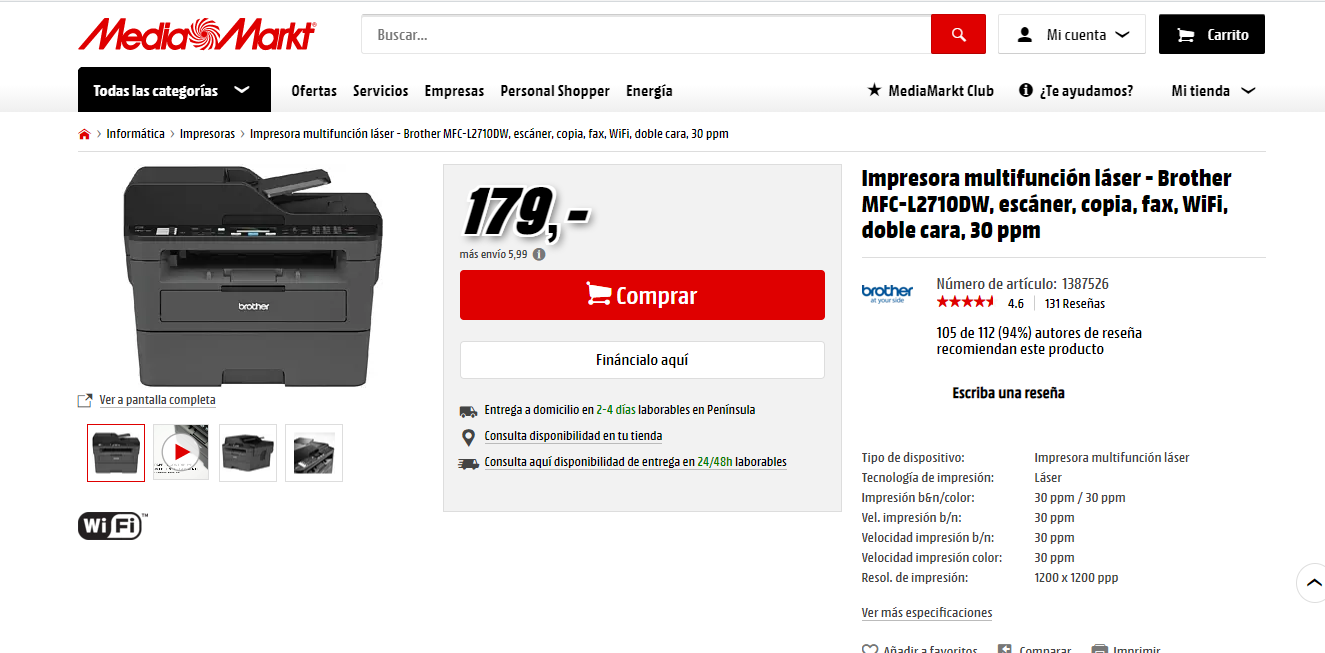 MediaMarkt
Buscar...
Mi cuenta
Carrito
Todas las categorías
Ofertas
Servicios
Empresas
Personal Shopper
Energía
MediaMarkt Club
¿Te ayudamos?
Mi tienda
Informática > Impresoras > Impresora multifunción láser - Brother MFC-L2710DW, escáner, copia, fax, WiFi, doble cara, 30 ppm
brother
Ver a pantalla completa
WiFi™
179,-
más envío 5,99
Comprar
Fináncialo aquí
Entrega a domicilio en 2-4 días laborables en Península
Consulta disponibilidad en tu tienda
Consulta aquí disponibilidad de entrega en 24/48h laborables
Impresora multifunción láser - Brother
MFC-L2710DW, escáner, copia, fax, WiFi,
doble cara, 30 ppm
brother
at your side
Número de artículo: 1387526
4.6 131 Reseñas
105 de 112 (94%) autores de reseña
recomiendan este producto
Escriba una reseña
Tipo de dispositivo: Impresora multifunción láser
Tecnología de impresión: Láser
Impresión b&n/color: 30 ppm / 30 ppm
Vel. impresión b/n: 30 ppm
Velocidad impresión b/n: 30 ppm
Velocidad impresión color: 30 ppm
Resol. de impresión: 1200 x 1200 ppp
Ver más especificaciones
Añadir a favoritos
Comparar
Imprimir